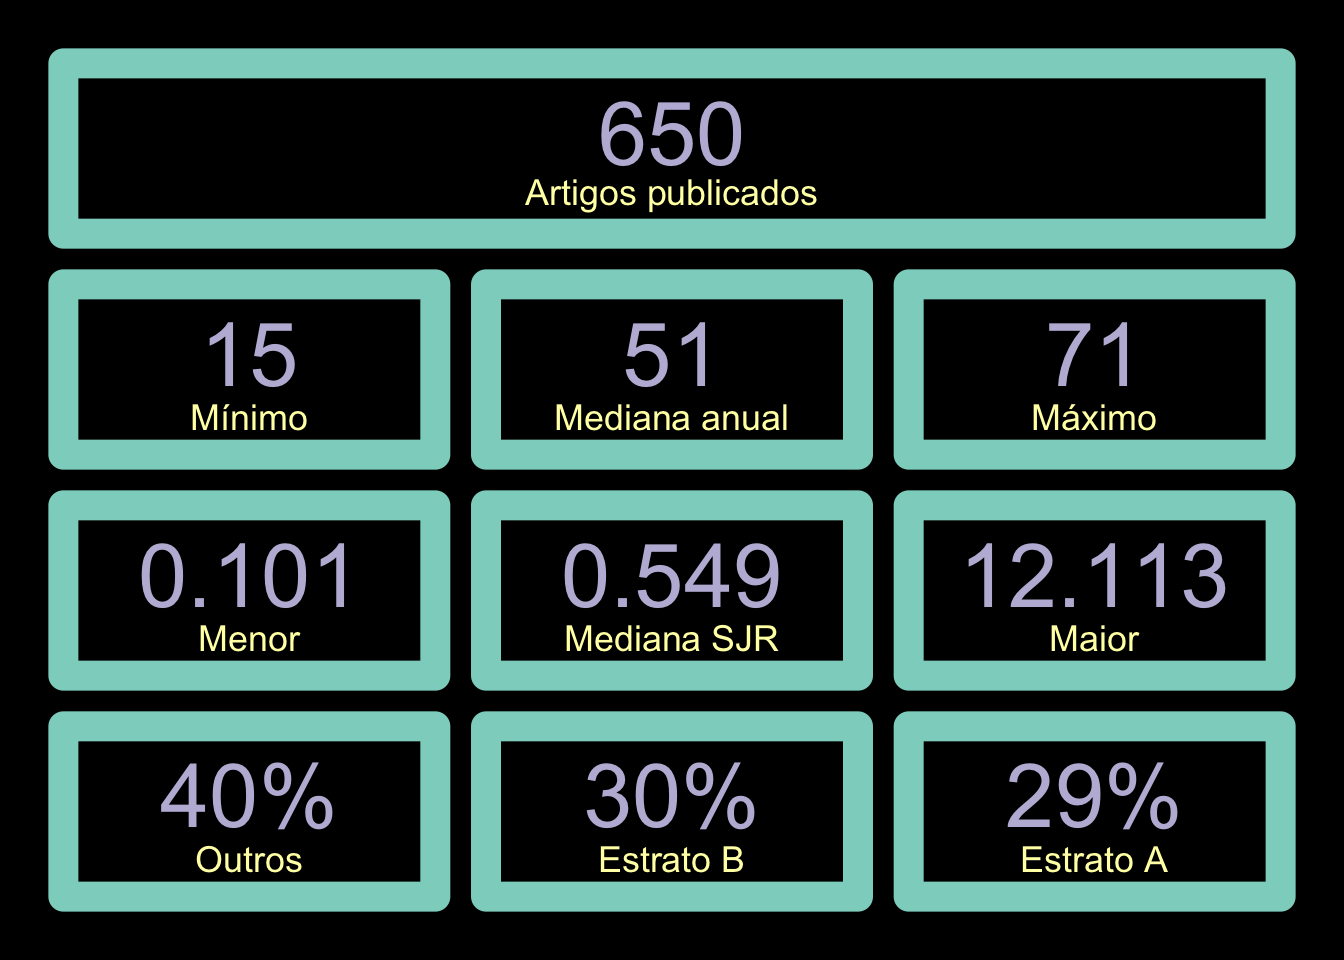 650
Artigos publicados
15
Mínimo
51
Mediana anual
71
Máximo
0.101
Menor
0.549
Mediana SJR
12.113
Maior
40%
Outros
30%
Estrato B
29%
Estrato A